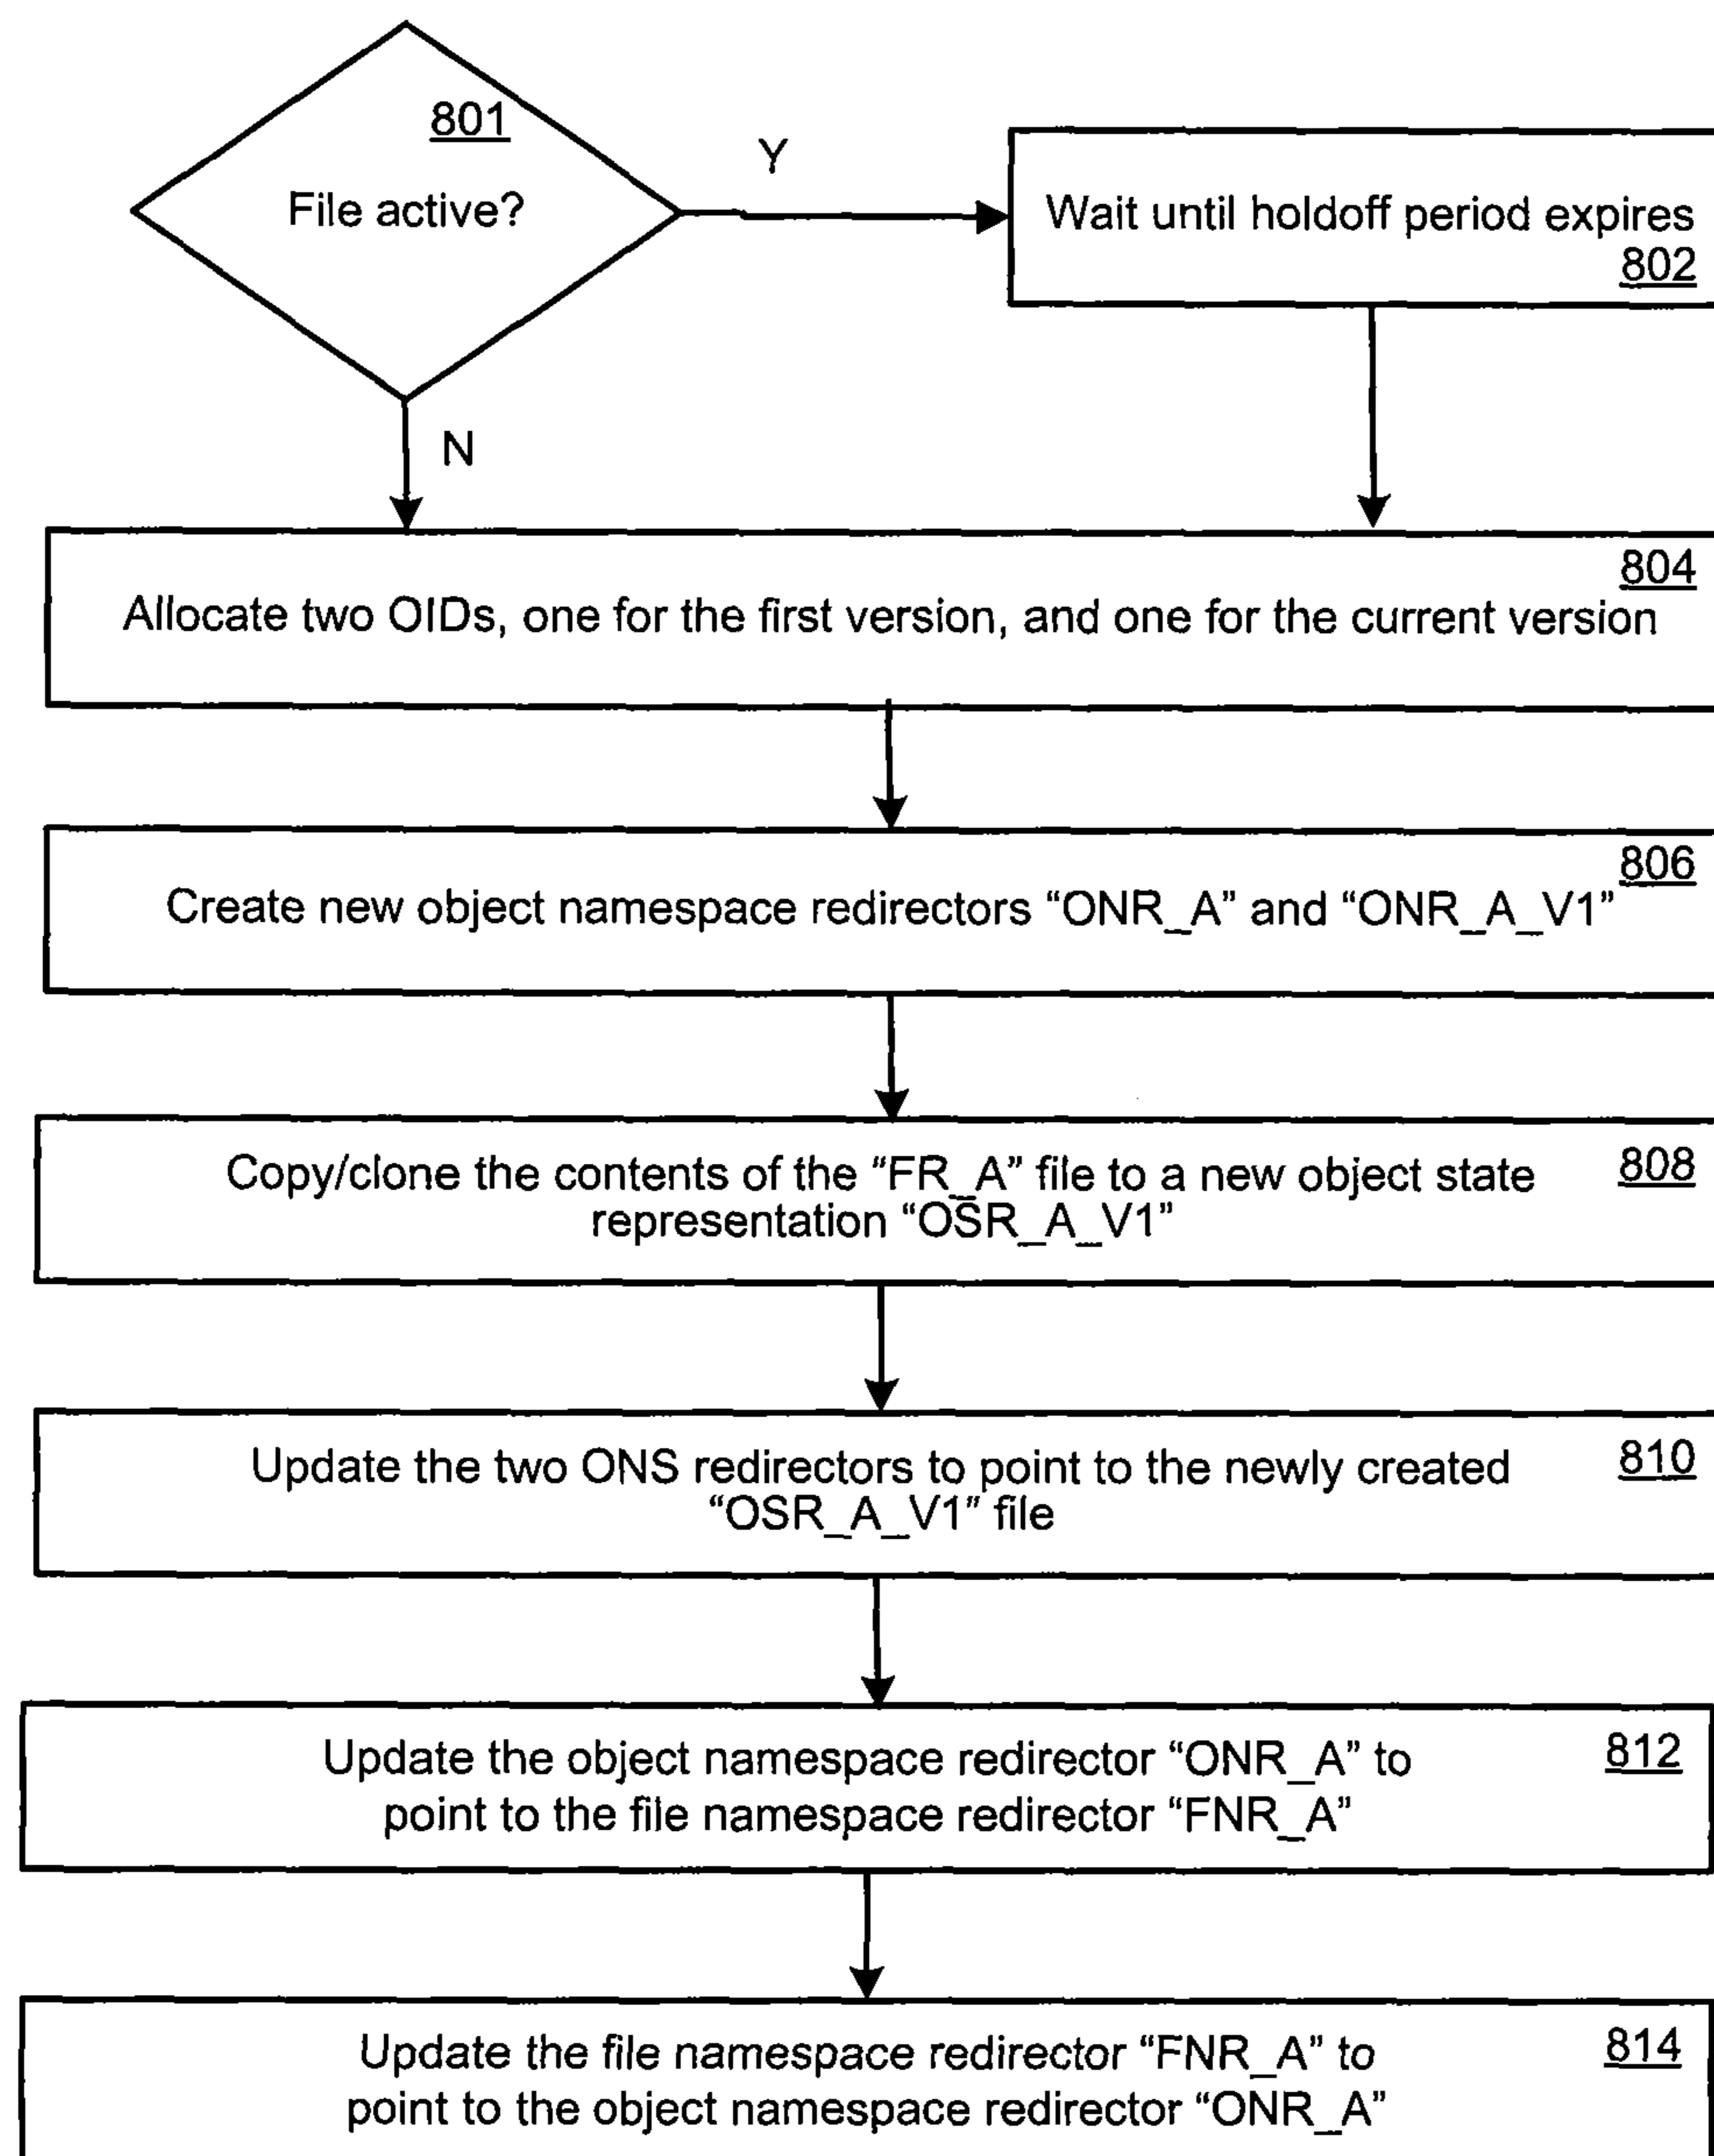 801
File active?
Y
Wait until holdoff period expires
802
N
804
Allocate two OIDs, one for the first version, and one for the current version
806
Create new object namespace redirectors “ONR_A” and “ONR_A_V1”
808
Copy/clone the contents of the “FR_A” file to a new object state
representation “OSR_A_V1”
810
Update the two ONS redirectors to point to the newly created
“OSR_A_V1” file
812
Update the object namespace redirector “ONR_A” to
point to the file namespace redirector “FNR_A”
814
Update the file namespace redirector “FNR_A” to
point to the object namespace redirector “ONR_A”